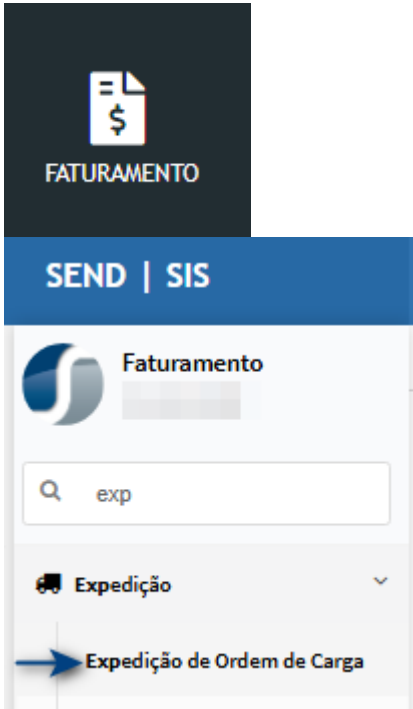 FATURAMENTO
SEND | SIS
Faturamento
exp
Expedição
Expedição de Ordem de Carga